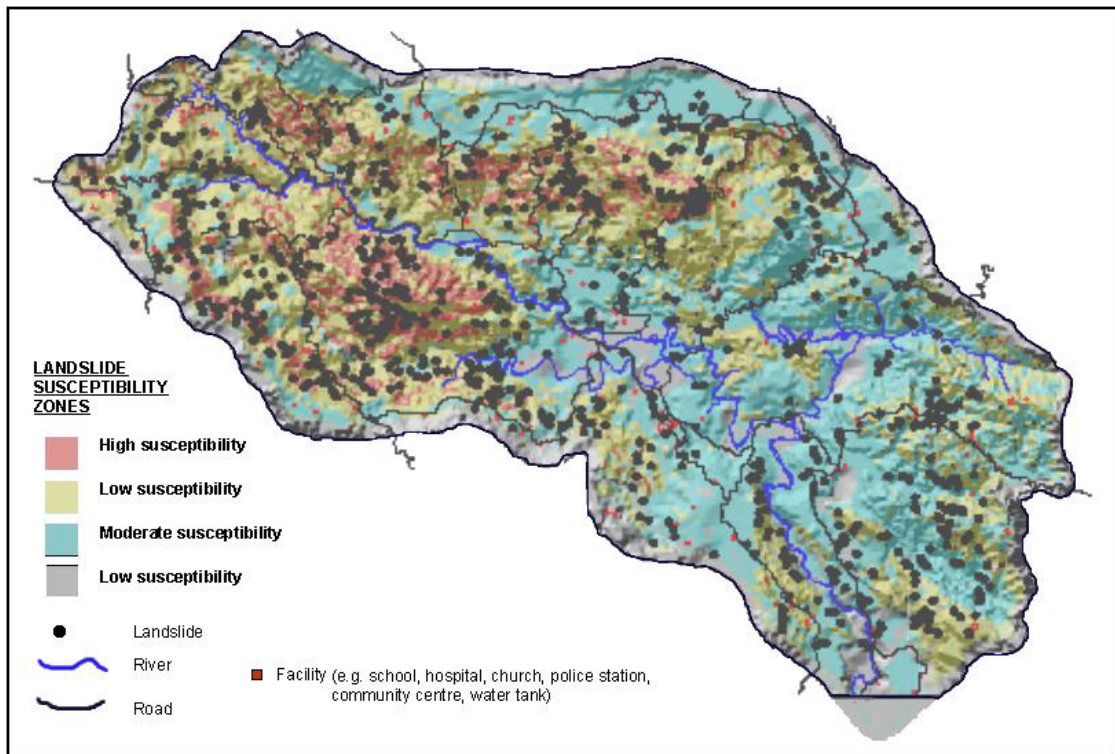 LANDSLIDE
SUSCEPTIBILITY
ZONES
High susceptibility
Low susceptibility
Moderate susceptibility
Low susceptibility
Landslide
River
Road
Facility (e.g. school, hospital, church, police station,
community centre, water tank)